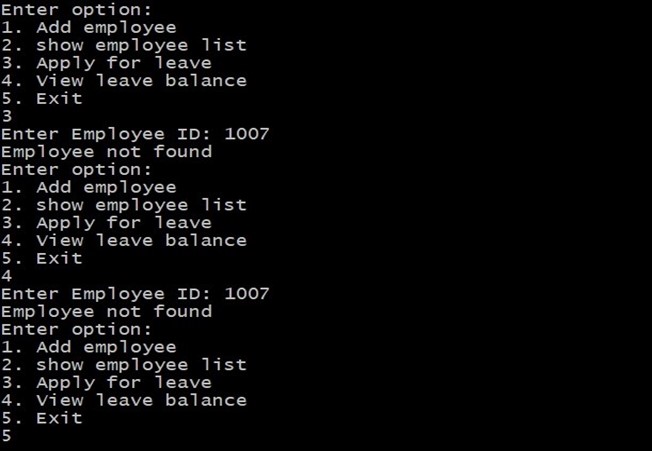 Enter option:
1. Add employee
2. show employee list
3. Apply for leave
4. View leave balance
5. Exit
3
Enter Employee ID: 1007
Employee not found
Enter option:
1. Add employee
2. show employee list
3. Apply for leave
4. View leave balance
5. Exit
4
Enter Employee ID: 1007
Employee not found
Enter option:
1. Add employee
2. show employee list
3. Apply for leave
4. View leave balance
5. Exit
5